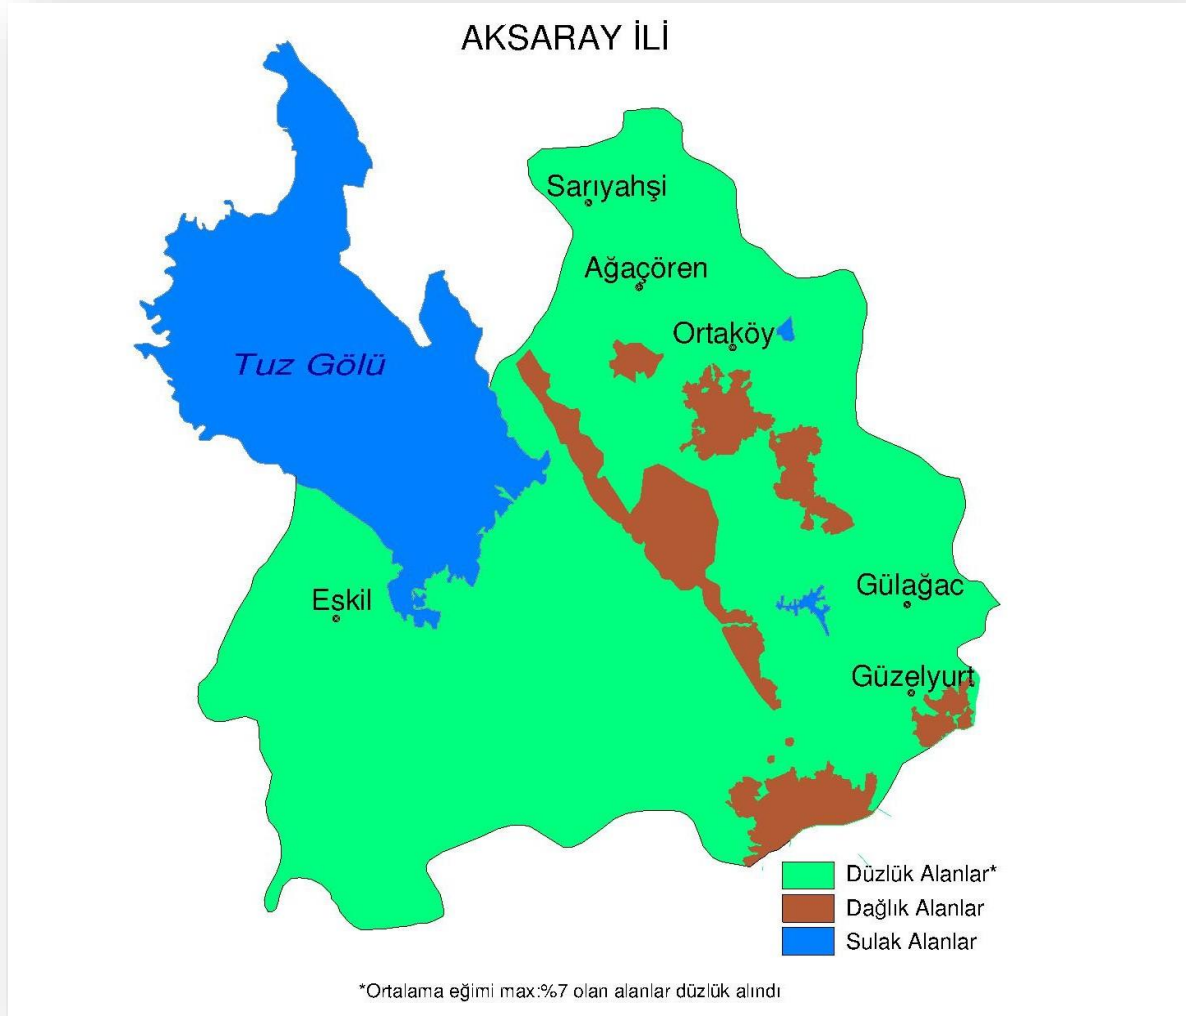 AKSARAY İLİ
Sarıyahşi
Ağaçören
Ortaköy
Tuz Gölü
Eskil
Gülağac
Güzelyurt
Düzlük Alanlar*
Dağlık Alanlar
Sulak Alanlar
*Ortalama eğimi max:%7 olan alanlar düzlük alındı